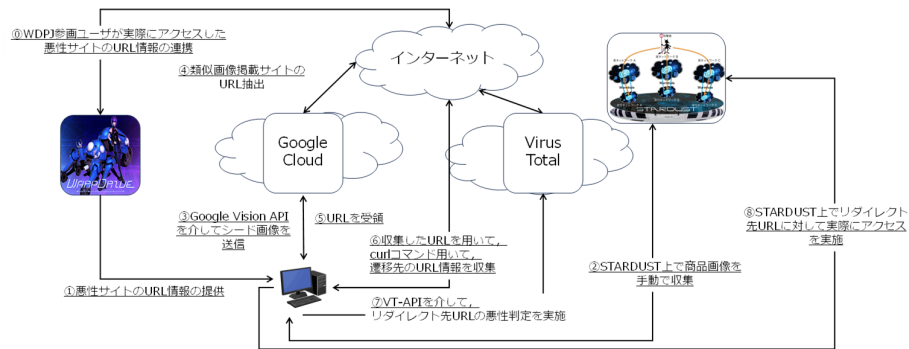 ⓪WDPJ参画ユーザが実際にアクセスした
悪性サイトのURL情報の連携
④類似画像掲載サイトの
URL抽出
インターネット
STARDUST
Google
Cloud
Virus
Total
WARPDRIVE
③Google Vision API
を介してシード画像を
送信
⑤URLを受領
⑥収集したURLを用いて,
curlコマンド用いて,
遷移先のURL情報を収集
⑧STARDUST上でリダイレクト
先URLに対して実際にアクセス
を実施
②STARDUST上で商品画像を
手動で収集
①悪性サイトのURL情報の提供
⑦VT-APIを介して,
リダイレクト先URLの悪性判定を実施